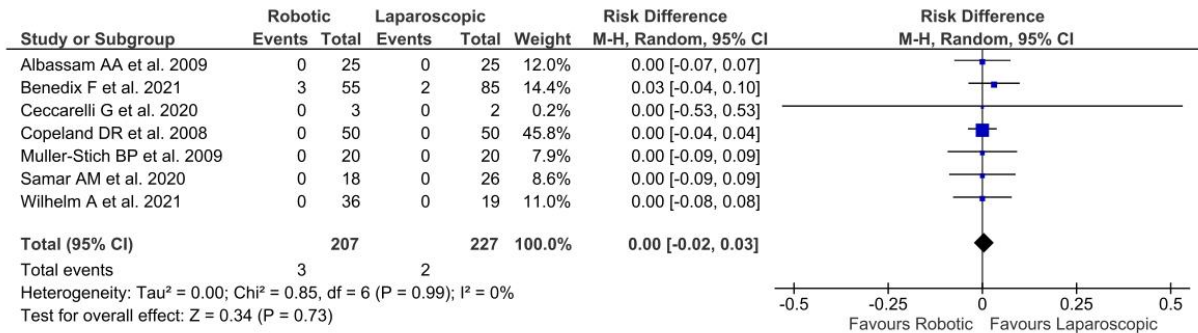 Robotic Laparoscopic Risk Difference Risk Difference
Study or Subgroup Events Total Events Total Weight M-H, Random, 95% CI M-H, Random, 95% CI
Albassam AA et al. 2009 0 25 0 25 12.0% 0.00 [-0.07, 0.07]
Benedix F et al. 2021 3 55 2 85 14.4% 0.03 [-0.04, 0.10]
Ceccarelli G et al. 2020 0 3 0 2 0.2% 0.00 [-0.53, 0.53]
Copeland DR et al. 2008 0 50 0 50 45.8% 0.00 [-0.04, 0.04]
Muller-Stich BP et al. 2009 0 20 0 20 7.9% 0.00 [-0.09, 0.09]
Samar AM et al. 2020 0 18 0 26 8.6% 0.00 [-0.09, 0.09]
Wilhelm A et al. 2021 0 36 0 19 11.0% 0.00 [-0.08, 0.08]
Total (95% CI) 207 227 100.0% 0.00 [-0.02, 0.03]
Total events 3 2
Heterogeneity: Tau² = 0.00; Chi² = 0.85, df = 6 (P = 0.99); I² = 0%
Test for overall effect: Z = 0.34 (P = 0.73)
-0.5 -0.25 0 0.25 0.5
Favours Robotic Favours Laparoscopic